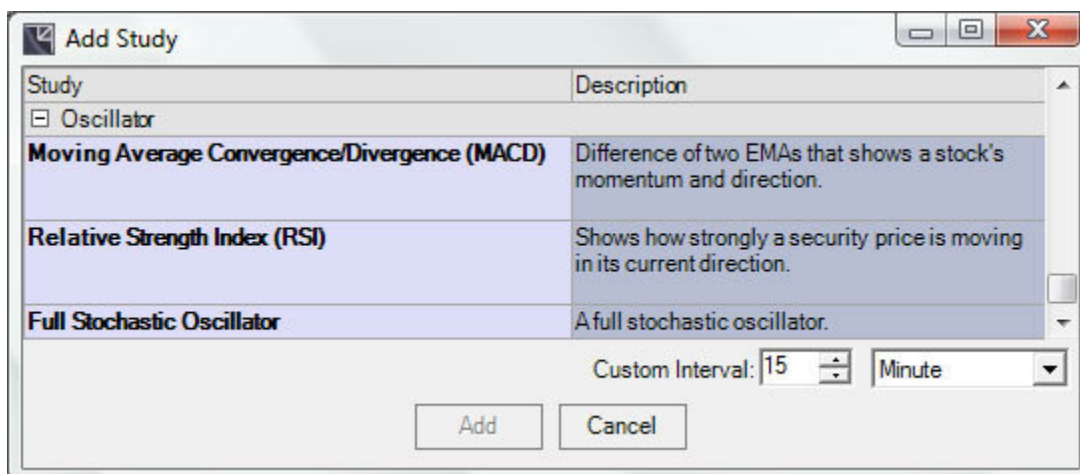 Add Study
Study Description
Oscillator
Moving Average Convergence/Divergence (MACD) Difference of two EMAs that shows a stock's
momentum and direction.
Relative Strength Index (RSI) Shows how strongly a security price is moving
in its current direction.
Full Stochastic Oscillator A full stochastic oscillator.
Custom Interval: 15 Minute
Add Cancel